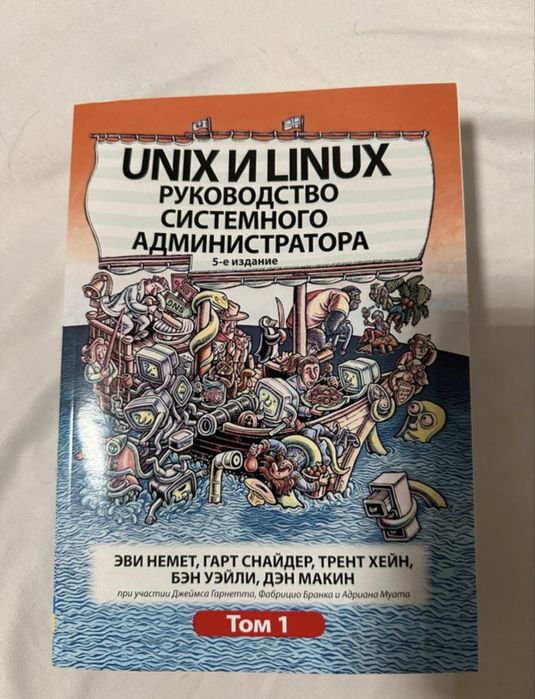 UNIX И LINUX
РУКОВОДСТВО
СИСТЕМНОГО
АДМИНИСТРАТОРА
5-е издание
DNS
ЭВИ НЕМЕТ, ГАРТ СНАЙДЕР, ТРЕНТ ХЕЙН,
БЭН УЭЙЛИ, ДЭН МАКИН
при участии Джеймса Гарнетта, Фабрицио Бранка и Адриана Муата
Том 1